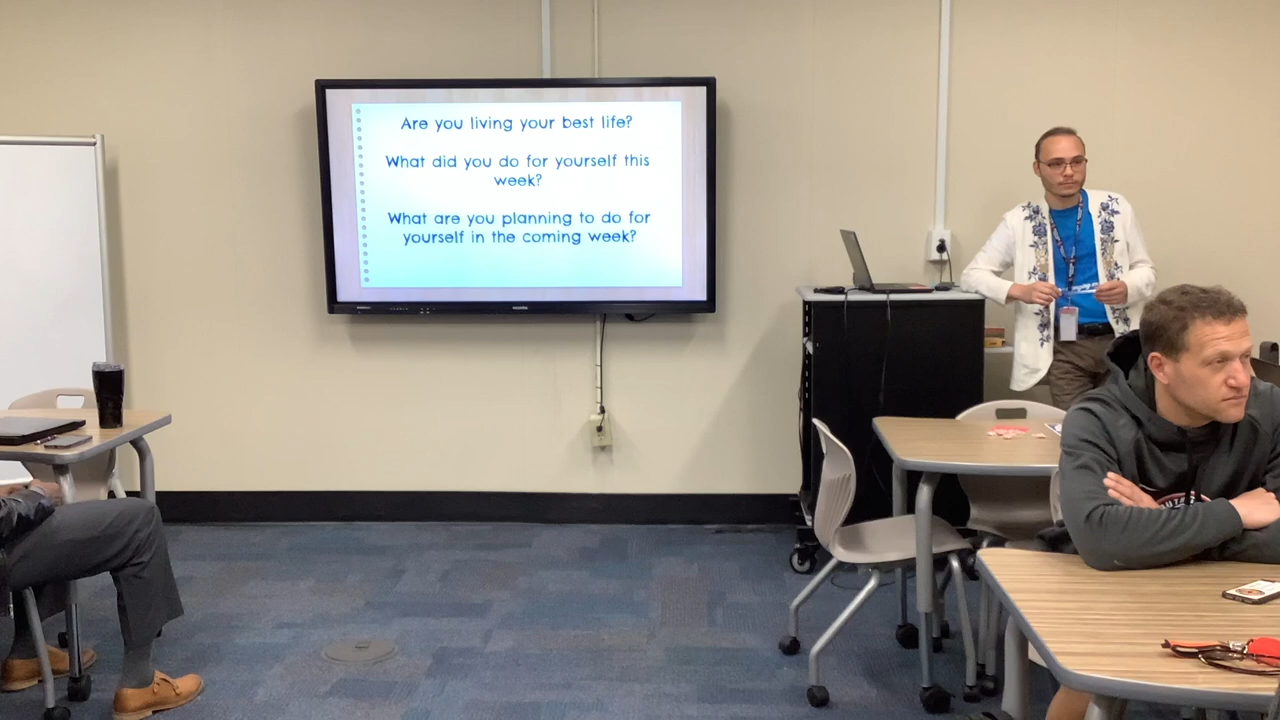 Are you living your best life?
What did you do for yourself this
week?
What are you planning to do for
yourself in the coming week?